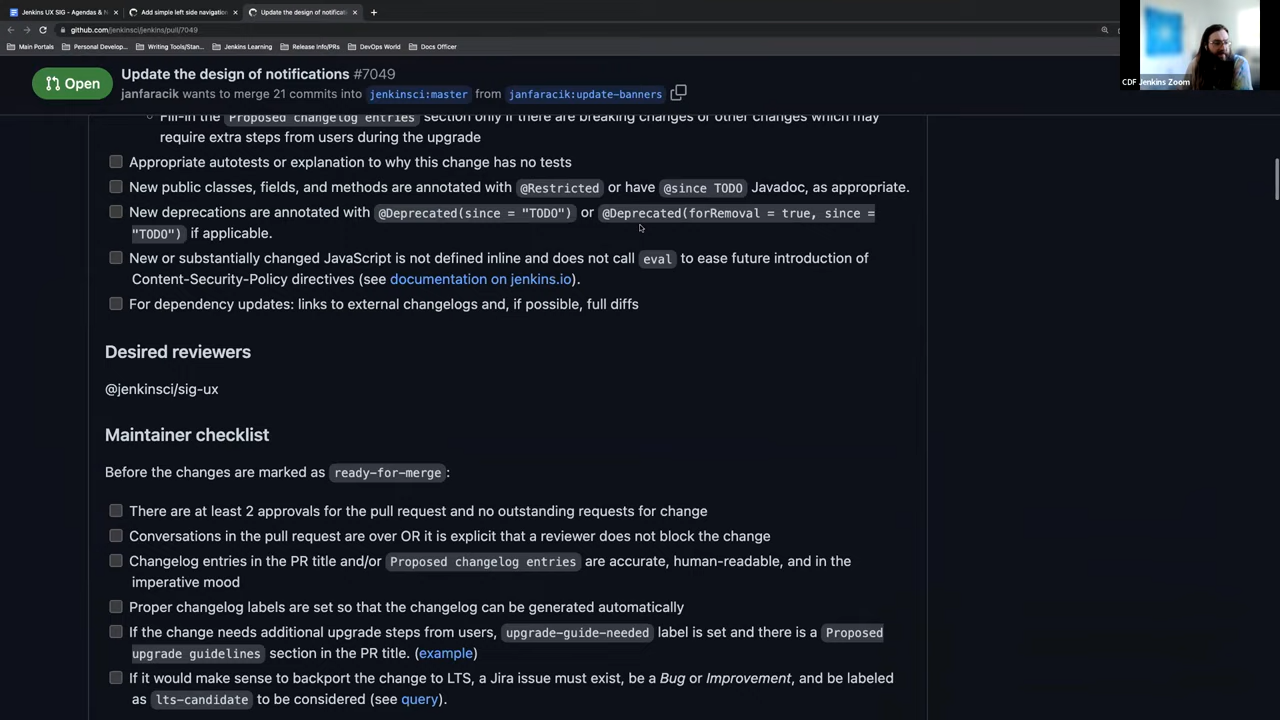 Jenkins UX SIG - Agendas & N
Add simple left side navigation
Update the design of notificati
github.com/jenkinsci/jenkins/pull/7049
Main Portals
Personal Develop...
Writing Tools/Stan...
Jenkins Learning
Release Info/PRs
DevOps World
Docs Officer
CDF Jenkins Zoom
Open
Update the design of notifications #7049
janfaracik wants to merge 21 commits into jenkinsci:master from janfaracik:update-banners
Fill-in the Proposed changelog entries section only if there are breaking changes or other changes which may
require extra steps from users during the upgrade
Appropriate autotests or explanation to why this change has no tests
New public classes, fields, and methods are annotated with @Restricted or have @since TODO Javadoc, as appropriate.
New deprecations are annotated with @Deprecated(since = "TODO") or @Deprecated(forRemoval = true, since =
"TODO") if applicable.
New or substantially changed JavaScript is not defined inline and does not call eval to ease future introduction of
Content-Security-Policy directives (see documentation on jenkins.io).
For dependency updates: links to external changelogs and, if possible, full diffs
Desired reviewers
@jenkinsci/sig-ux
Maintainer checklist
Before the changes are marked as ready-for-merge:
There are at least 2 approvals for the pull request and no outstanding requests for change
Conversations in the pull request are over OR it is explicit that a reviewer does not block the change
Changelog entries in the PR title and/or Proposed changelog entries are accurate, human-readable, and in the
imperative mood
Proper changelog labels are set so that the changelog can be generated automatically
If the change needs additional upgrade steps from users, upgrade-guide-needed label is set and there is a Proposed
upgrade guidelines section in the PR title. (example)
If it would make sense to backport the change to LTS, a Jira issue must exist, be a Bug or Improvement, and be labeled
as lts-candidate to be considered (see query).